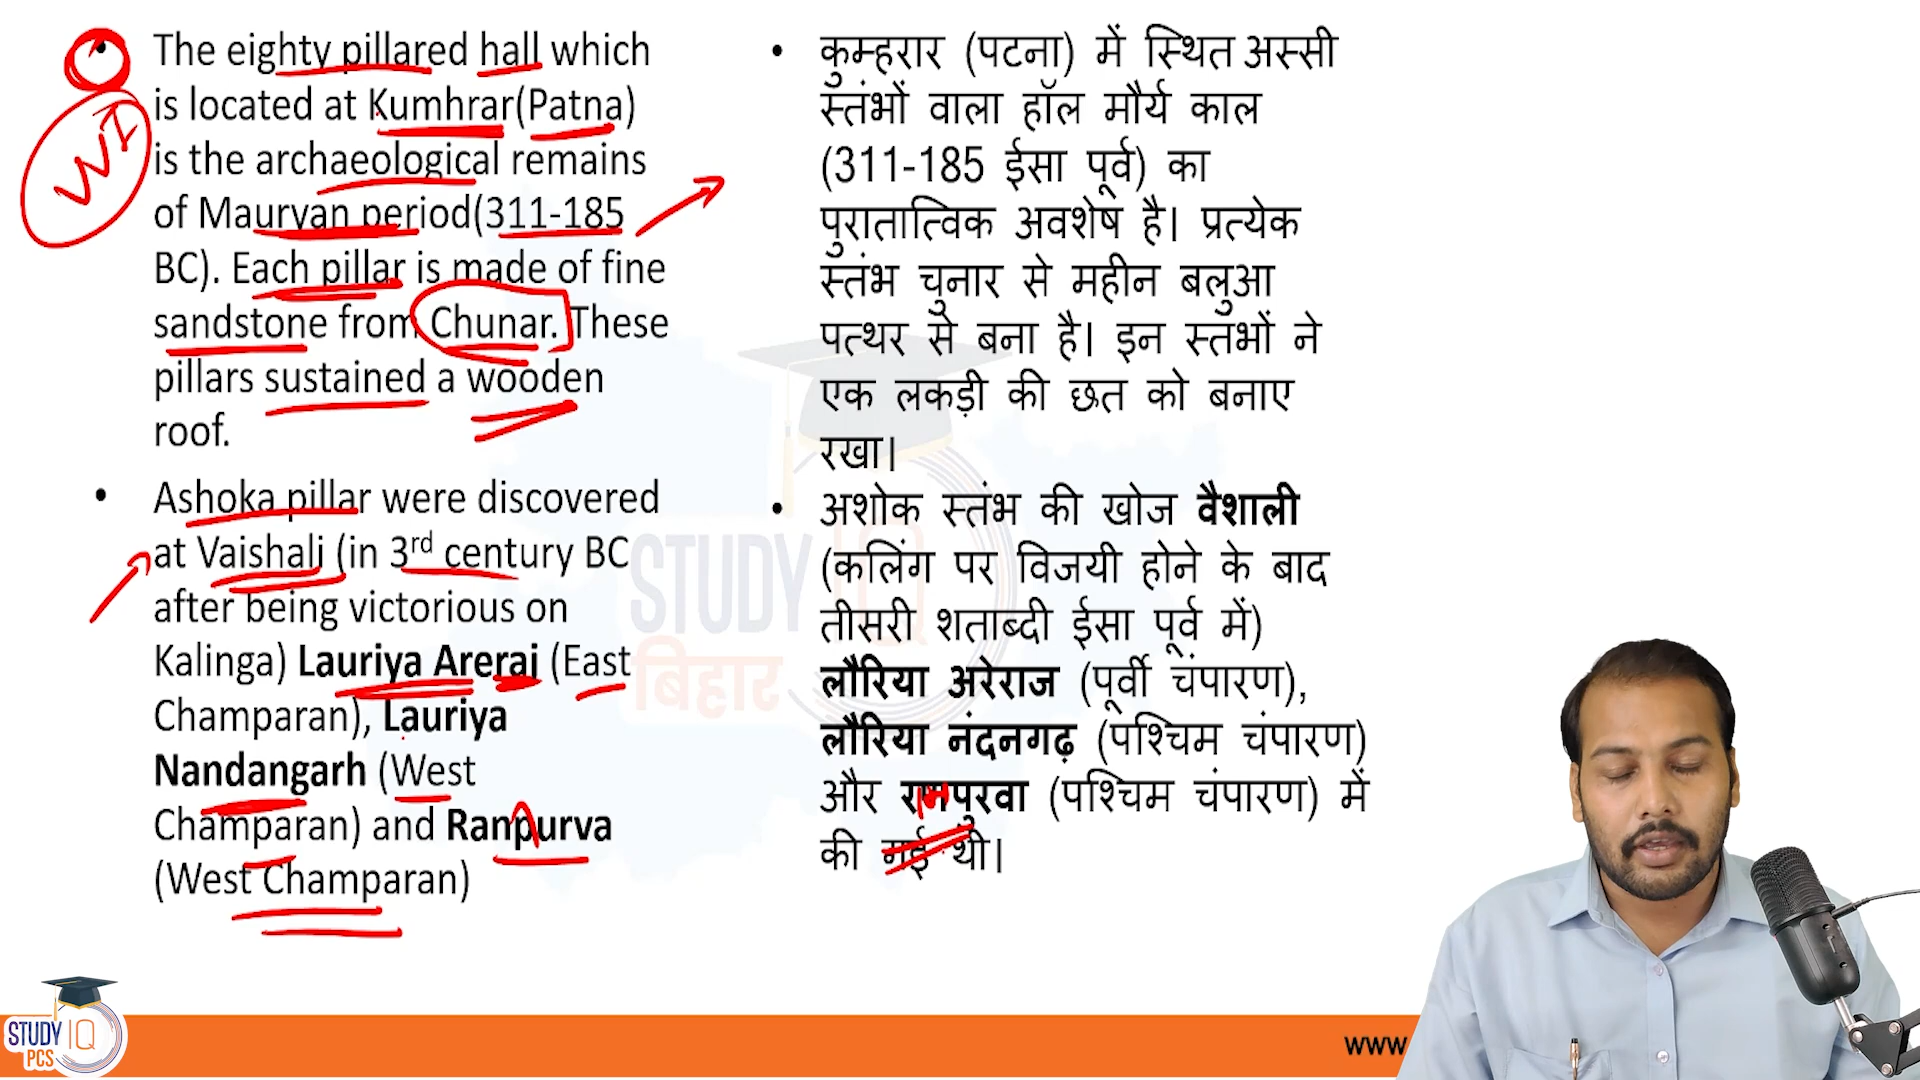 The eighty pillared hall which
is located at Kumhrar(Patna)
is the archaeological remains
of Mauryan period(311-185
BC). Each pillar is made of fine
sandstone from Chunar. These
pillars sustained a wooden
roof.
Ashoka pillar were discovered
at Vaishali (in 3rd century BC
after being victorious on
Kalinga) Lauriya Areraj (East
Champaran), Lauriya
Nandangarh (West
Champaran) and Ranpurva
(West Champaran)
कुम्हरार (पटना) में स्थित अस्सी
स्तंभों वाला हॉल मौर्य काल
(311-185 ईसा पूर्व) का
पुरातात्विक अवशेष है। प्रत्येक
स्तंभ चुनार से महीन बलुआ
पत्थर से बना है। इन स्तंभों ने
एक लकड़ी की छत को बनाए
रखा।
अशोक स्तंभ की खोज वैशाली
(कलिंग पर विजयी होने के बाद
तीसरी शताब्दी ईसा पूर्व में)
लौरिया अरेराज (पूर्वी चंपारण),
लौरिया नंदनगढ़ (पश्चिम चंपारण)
और रामपुरवा (पश्चिम चंपारण) में
की गई थी।
STUDY IQ
बिहार
STUDY IQ
PCS
www